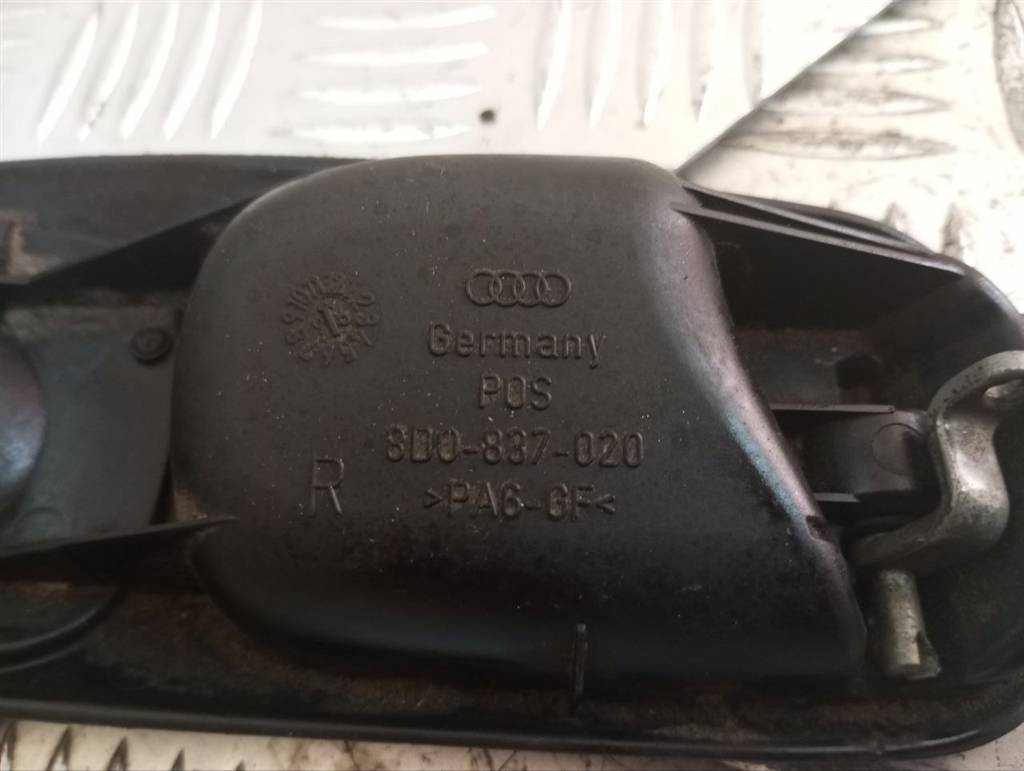 Germany
POS
8D0-837-020
R
>PA6-GF<